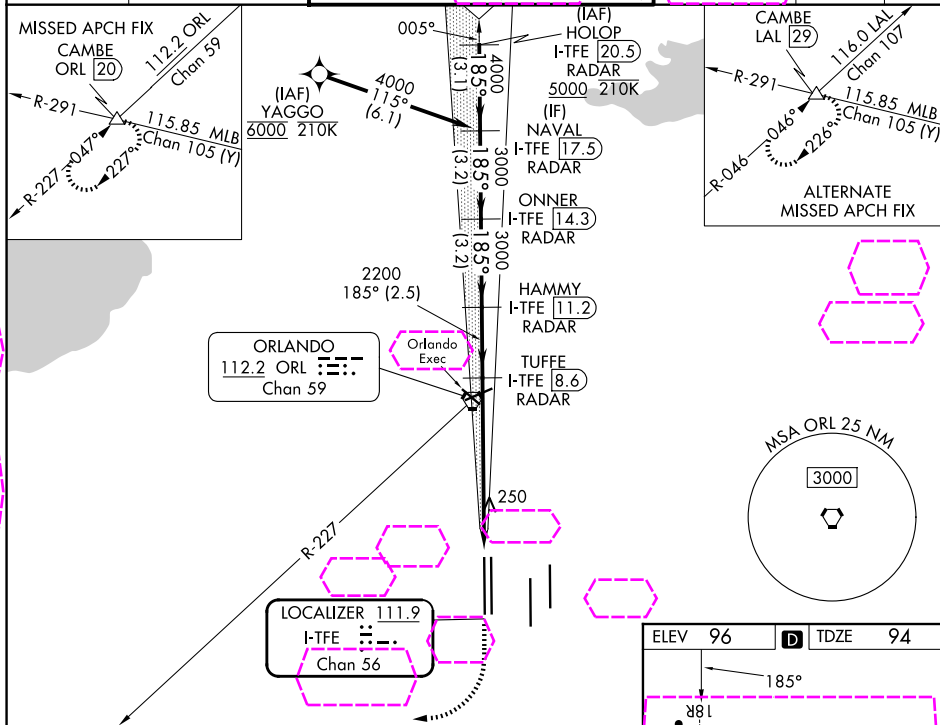 MISSED APCH FIX
CAMBE
ORL 20
112.2 ORL
Chan 59
R-291
115.85 MLB
Chan 105 (Y)
R-227
047°
227°
(IAF)
YAGGO
6000 210K
4000
115°
(6.1)
005°
(IAF)
HOLOP
I-TFE 20.5
RADAR
5000 210K
4000
185°
(3.1)
(IF)
NAVAL
I-TFE 17.5
RADAR
3000
185°
(3.2)
ONNER
I-TFE 14.3
RADAR
3000
185°
(3.2)
HAMMY
I-TFE 11.2
RADAR
2200
185° (2.5)
TUFFE
I-TFE 8.6
RADAR
CAMBE
LAL 29
116.0 LAL
Chan 107
R-291
115.85 MLB
Chan 105 (Y)
R-046
046°
226°
ALTERNATE
MISSED APCH FIX
ORLANDO
112.2 ORL
Chan 59
Orlando
Exec
R-227
250
MSA ORL 25 NM
3000
LOCALIZER 111.9
I-TFE
Chan 56
ELEV 96 D TDZE 94
185°
18R